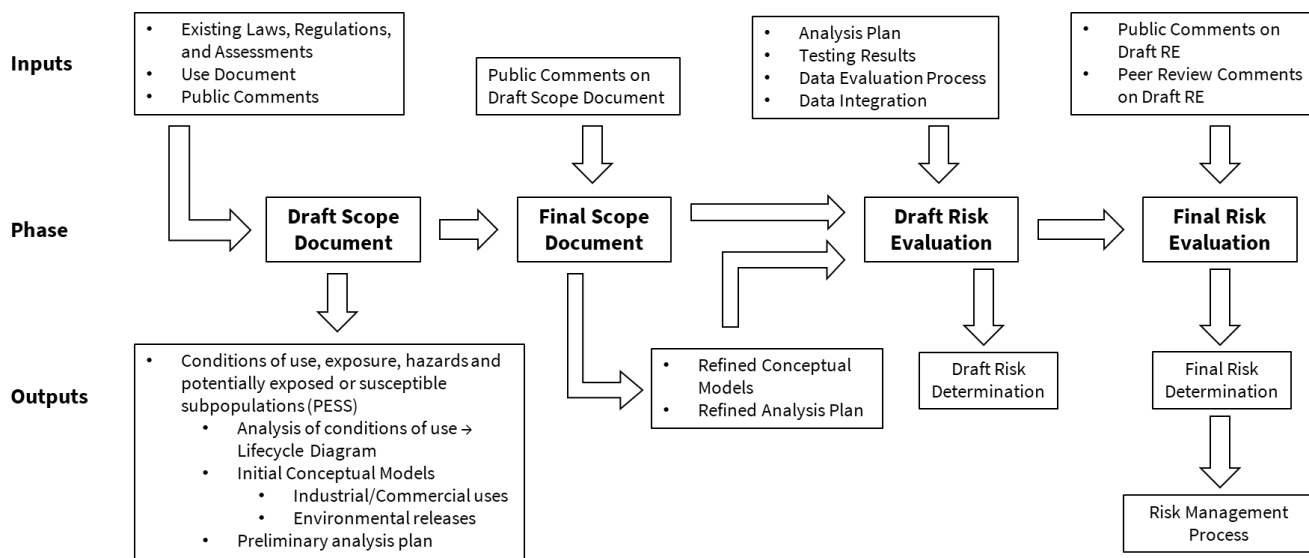 Inputs
• Existing Laws, Regulations,
and Assessments
• Use Document
• Public Comments
Public Comments on
Draft Scope Document
• Analysis Plan
• Testing Results
• Data Evaluation Process
• Data Integration
• Public Comments on
Draft RE
• Peer Review Comments
on Draft RE
Phase
Draft Scope
Document
Final Scope
Document
Draft Risk
Evaluation
Final Risk
Evaluation
Outputs
• Conditions of use, exposure, hazards and
potentially exposed or susceptible
subpopulations (PESS)
• Analysis of conditions of use →
Lifecycle Diagram
• Initial Conceptual Models
• Industrial/Commercial uses
• Environmental releases
• Preliminary analysis plan
• Refined Conceptual
Models
• Refined Analysis Plan
Draft Risk
Determination
Final Risk
Determination
Risk Management
Process